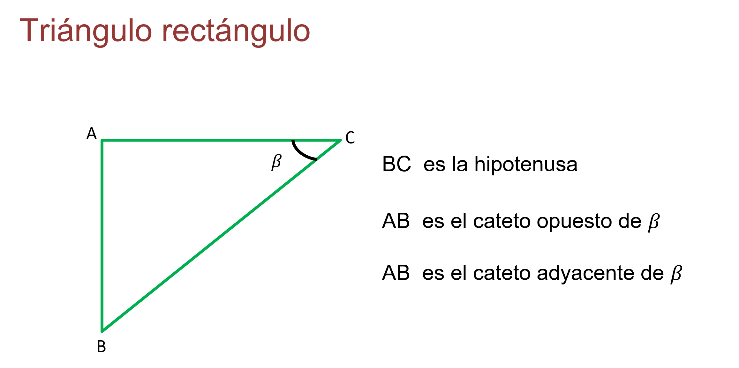 Triángulo rectángulo
A
C
β
BC es la hipotenusa
AB es el cateto opuesto de β
AB es el cateto adyacente de β
B